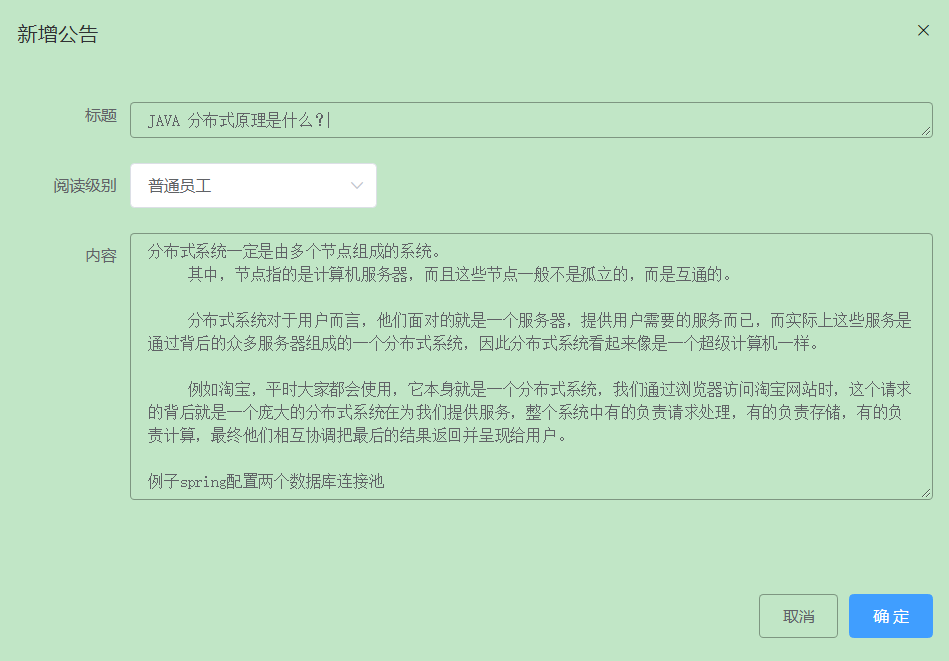 新增公告
标题
JAVA 分布式原理是什么？
阅读级别
普通员工
内容
分布式系统一定是由多个节点组成的系统。
其中，节点指的是计算机服务器，而且这些节点一般不是孤立的，而是互通的。
分布式系统对于用户而言，他们面对的就是一个服务器，提供用户需要的服务而已，而实际上这些服务是
通过背后的众多服务器组成的一个分布式系统，因此分布式系统看起来像是一个超级计算机一样。
例如淘宝，平时大家都会使用，它本身就是一个分布式系统，我们通过浏览器访问淘宝网站时，这个请求
的背后就是一个庞大的分布式系统在为我们提供服务，整个系统中有的负责请求处理，有的负责存储，有的负
责计算，最终他们相互协调把最后的结果返回并呈现给用户。
例子spring配置两个数据库连接池
取消
确 定